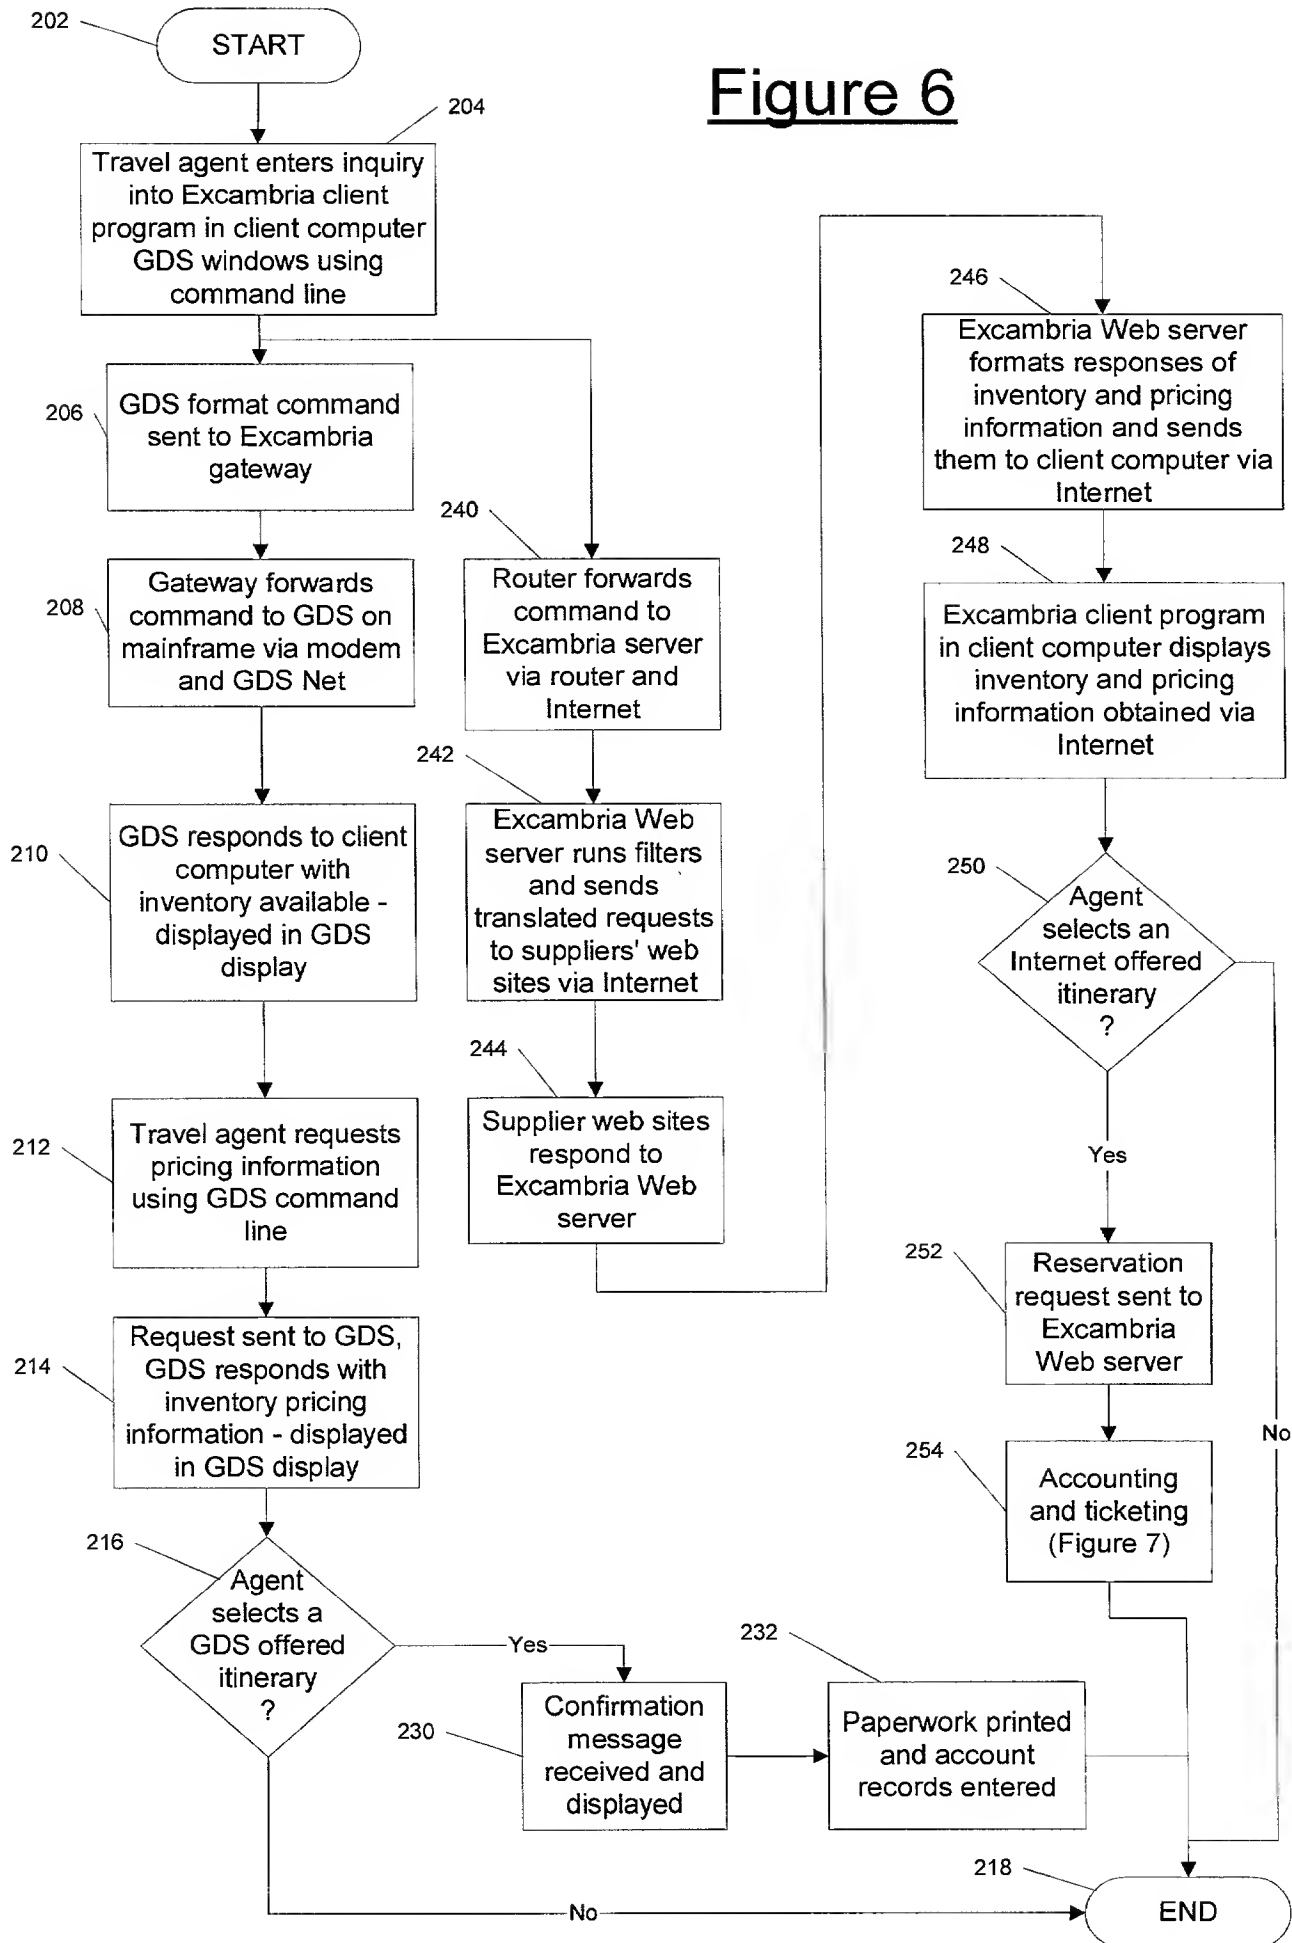 Figure 6
202
START
204
Travel agent enters inquiry
into Excambria client
program in client computer
GDS windows using
command line
206
GDS format command
sent to Excambria
gateway
208
Gateway forwards
command to GDS on
mainframe via modem
and GDS Net
210
GDS responds to client
computer with
inventory available -
displayed in GDS
display
212
Travel agent requests
pricing information
using GDS command
line
214
Request sent to GDS,
GDS responds with
inventory pricing
information - displayed
in GDS display
216
Agent
selects a
GDS offered
itinerary
?
Yes
No
230
Confirmation
message
received and
displayed
232
Paperwork printed
and account
records entered
240
Router forwards
command to
Excambria server
via router and
Internet
242
Excambria Web
server runs filters
and sends
translated requests
to suppliers' web
sites via Internet
244
Supplier web sites
respond to
Excambria Web
server
246
Excambria Web server
formats responses of
inventory and pricing
information and sends
them to client computer via
Internet
248
Excambria client program
in client computer displays
inventory and pricing
information obtained via
Internet
250
Agent
selects an
Internet offered
itinerary
?
Yes
No
252
Reservation
request sent to
Excambria
Web server
254
Accounting
and ticketing
(Figure 7)
218
END